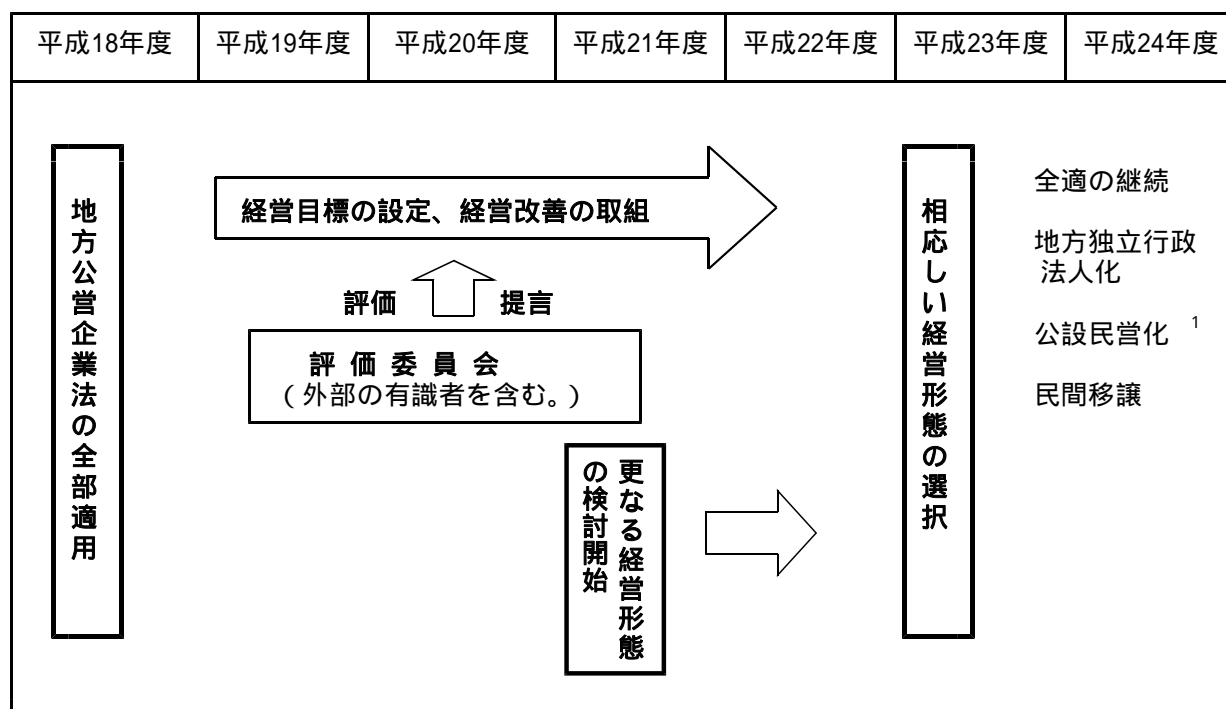 平成18年度 平成19年度 平成20年度 平成21年度 平成22年度 平成23年度 平成24年度
地方公営企業法の全部適用
経営目標の設定、経営改善の取組
評価 提言
評価委員会
(外部の有識者を含む。)
更なる経営形態
の検討開始
相応しい経営形態の選択
全適の継続
地方独立行政
法人化
公設民営化 1
民間移譲